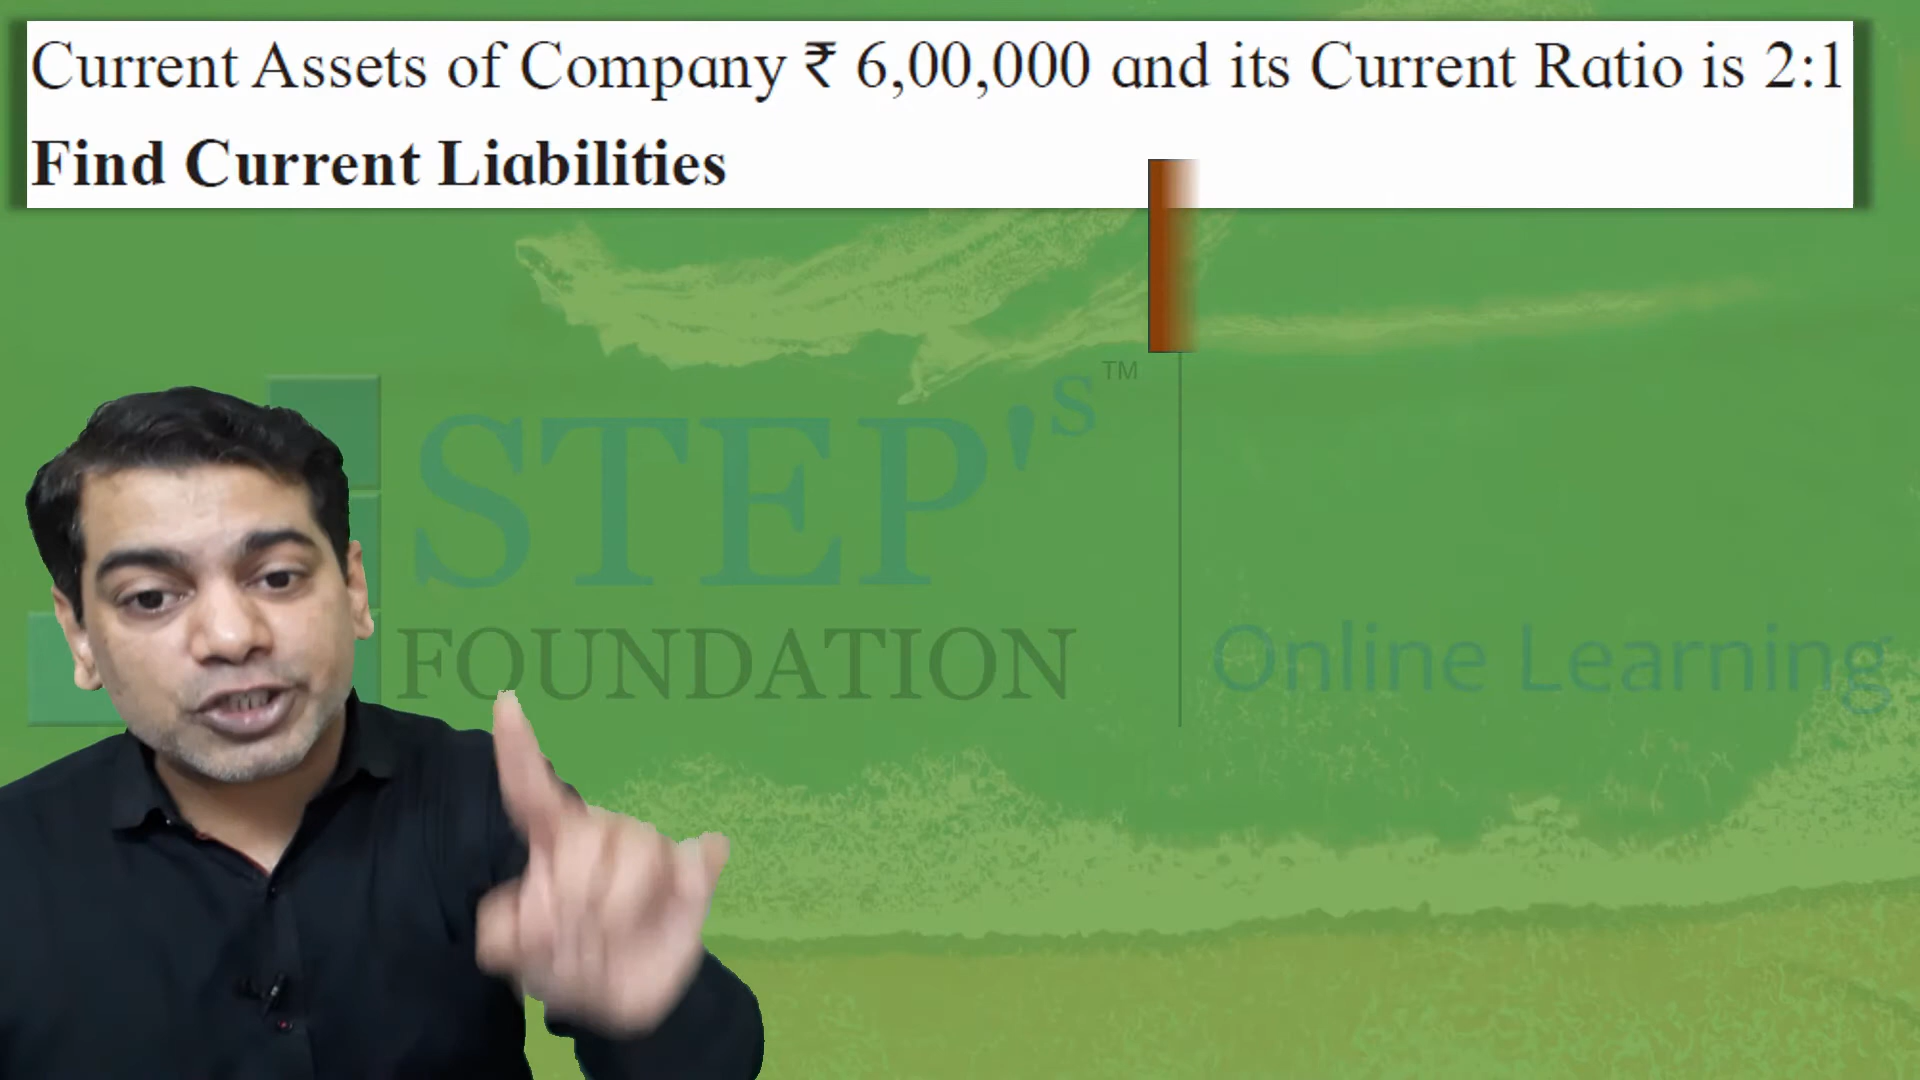 Current Assets of Company ₹ 6,00,000 and its Current Ratio is 2:1
Find Current Liabilities
STEP's™
FOUNDATION
Online Learning